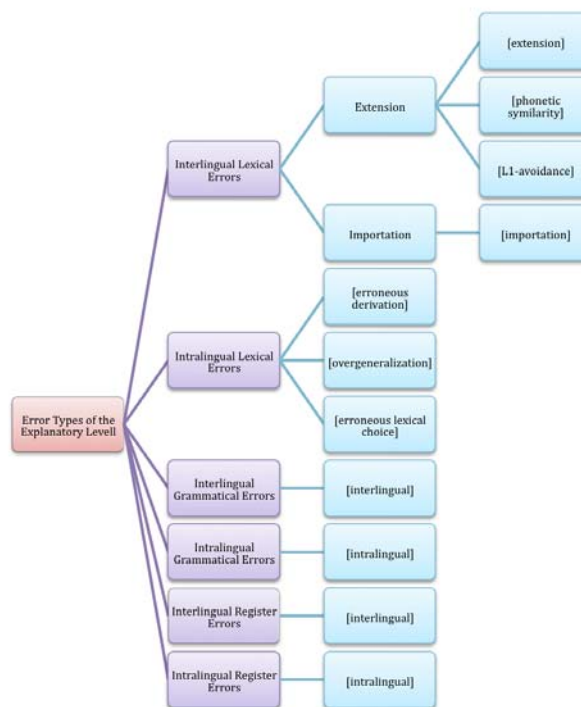 [extension]
Extension
[phonetic
symilarity]
Interlingual Lexical
Errors
[L1-avoidance]
Importation
[importation]
[erroneous
derivation]
Intralingual Lexical
Errors
[overgeneralization]
Error Types of the
Explanatory Levell
[erroneous lexical
choice]
Interlingual
Grammatical Errors
[interlingual]
Intralingual
Grammatical Errors
[intralingual]
Interlingual Register
Errors
[interlingual]
Intralingual Register
Errors
[intralingual]